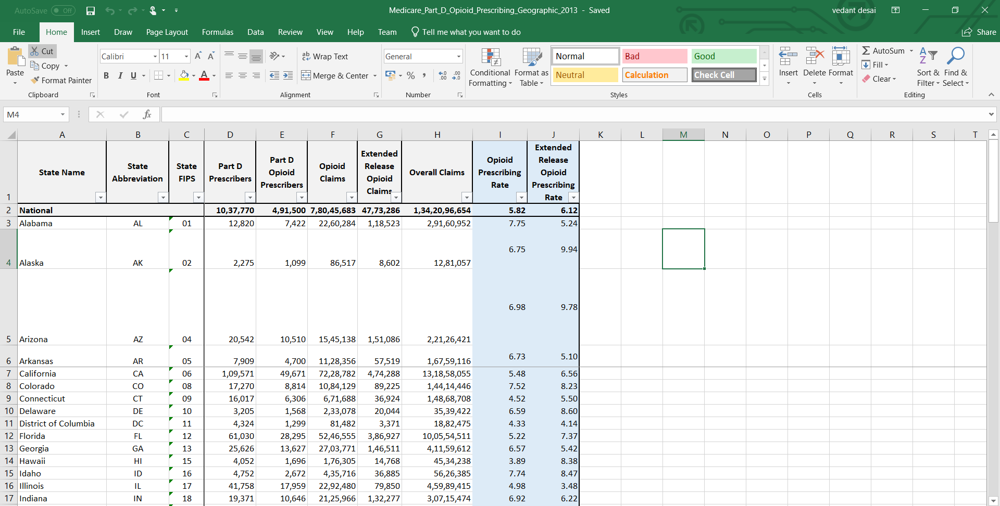 AutoSave Off
Medicare_Part_D_Opioid_Prescribing_Geographic_2013 - Saved
vedant desai
File Home Insert Draw Page Layout Formulas Data Review View Help Team Tell me what you want to do Share
Paste
Cut
Copy
Format Painter
Clipboard
Calibri 11
A A
B I U A
Font
ab Wrap Text
Merge & Center
Alignment
General
% , .00 .00
Number
Conditional Formatting
Format as Table
Normal Bad Good
Neutral Calculation Check Cell
Styles
Insert Delete Format
Cells
AutoSum
Fill
Clear
Sort & Filter
Find & Select
Editing
M4 fx
A B C D E F G H I J K L M N O P Q R S T
1 State Name State Abbreviation State FIPS Part D Prescribers Part D Opioid Prescribers Opioid Claims Extended Release Opioid Claims Overall Claims Opioid Prescribing Rate Extended Release Opioid Prescribing Rate
2 National 10,37,770 4,91,500 7,80,45,683 47,73,286 1,34,20,96,654 5.82 6.12
3 Alabama AL 01 12,820 7,422 22,60,284 1,18,523 2,91,60,952 7.75 5.24
4 Alaska AK 02 2,275 1,099 86,517 8,602 12,81,057 6.75 9.94
5 Arizona AZ 04 20,542 10,510 15,45,138 1,51,086 2,21,26,421 6.98 9.78
6 Arkansas AR 05 7,909 4,700 11,28,356 57,519 1,67,59,116 6.73 5.10
7 California CA 06 1,09,571 49,671 72,28,782 4,74,288 13,18,58,055 5.48 6.56
8 Colorado CO 08 17,270 8,814 10,84,129 89,225 1,44,14,446 7.52 8.23
9 Connecticut CT 09 16,017 6,306 6,71,688 36,924 1,48,68,708 4.52 5.50
10 Delaware DE 10 3,205 1,568 2,33,078 20,044 35,39,422 6.59 8.60
11 District of Columbia DC 11 4,324 1,299 81,482 3,371 18,82,475 4.33 4.14
12 Florida FL 12 61,030 28,295 52,46,555 3,86,927 10,05,54,511 5.22 7.37
13 Georgia GA 13 25,626 13,627 27,03,771 1,46,511 4,11,59,612 6.57 5.42
14 Hawaii HI 15 4,052 1,696 1,76,305 14,768 45,34,238 3.89 8.38
15 Idaho ID 16 4,752 2,672 4,35,716 36,885 56,26,385 7.74 8.47
16 Illinois IL 17 41,758 17,959 22,92,480 79,850 4,59,89,415 4.98 3.48
17 Indiana IN 18 19,371 10,646 21,25,966 1,32,277 3,07,15,474 6.92 6.22